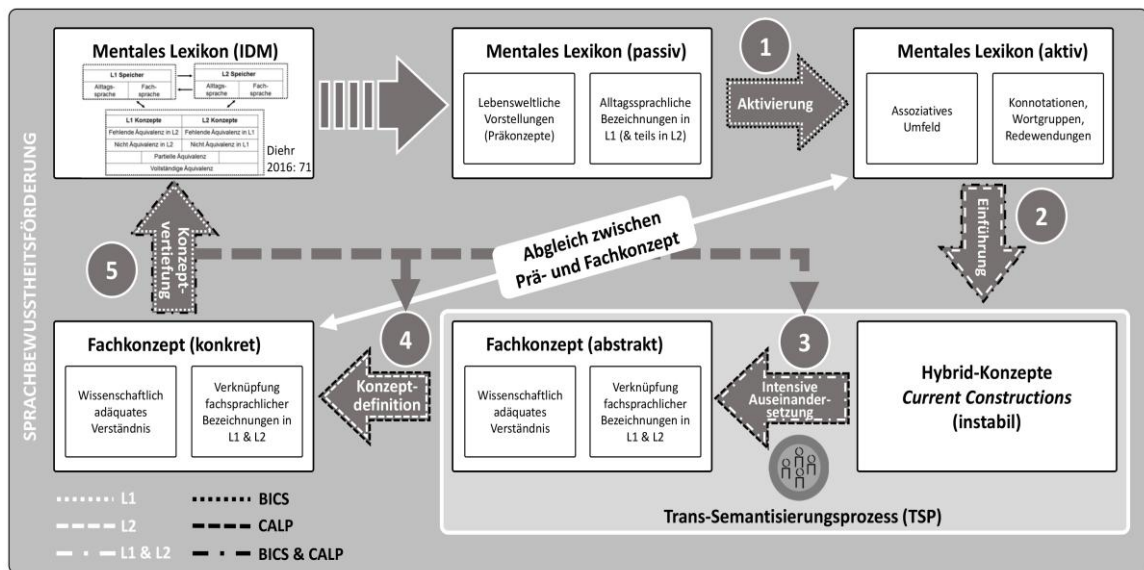 SPRACHBEWUSSTHEITSFÖRDERUNG
Mentales Lexikon (IDM)
L1 Speicher
L2 Speicher
Alltags-
sprache
Fach-
sprache
Alltags-
sprache
Fach-
sprache
L1 Konzepte
L2 Konzepte
Fehlende Äquivalenz in L2
Fehlende Äquivalenz in L1
Nicht Äquivalenz in L2
Nicht Äquivalenz in L1
Partielle Äquivalenz
Vollständige Äquivalenz
Diehr
2016: 71
Mentales Lexikon (passiv)
Lebensweltliche
Vorstellungen
(Präkonzepte)
Alltagssprachliche
Bezeichnungen in
L1 (& teils in L2)
1
Aktivierung
Mentales Lexikon (aktiv)
Assoziatives
Umfeld
Konnotationen,
Wortgruppen,
Redewendungen
2
Einführung
Abgleich zwischen
Prä- und Fachkonzept
5
Konzept-
vertiefung
Fachkonzept (konkret)
Wissenschaftlich
adäquates
Verständnis
Verknüpfung
fachsprachlicher
Bezeichnungen in
L1 & L2
4
Konzept-
definition
Fachkonzept (abstrakt)
Wissenschaftlich
adäquates
Verständnis
Verknüpfung
fachsprachlicher
Bezeichnungen in
L1 & L2
3
Intensive
Auseinander-
setzung
Hybrid-Konzepte
Current Constructions
(instabil)
Trans-Semantisierungsprozess (TSP)
L1
BICS
L2
CALP
L1 & L2
BICS & CALP